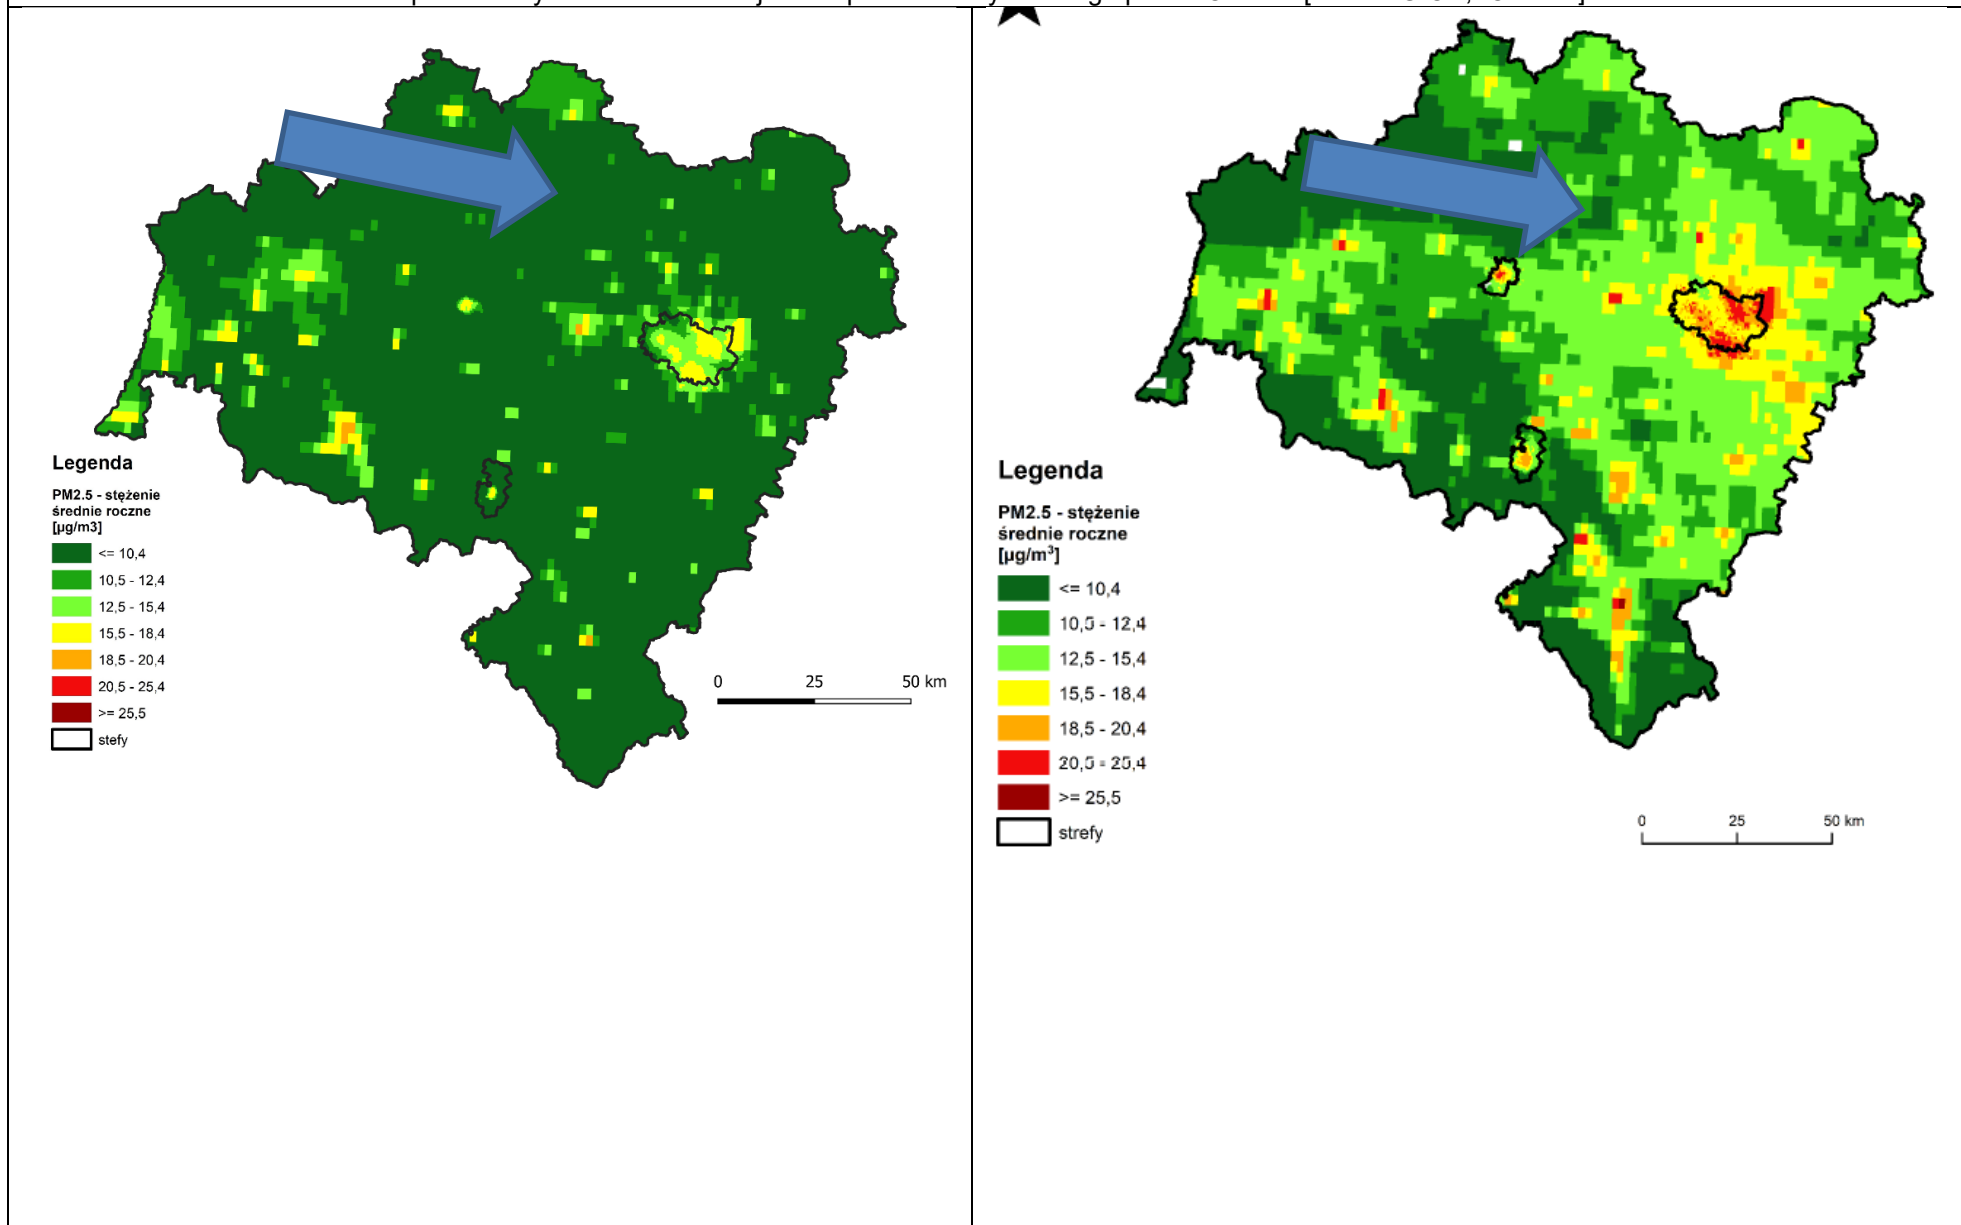 Legenda
PM2.5 - stężenie
średnie roczne
[µg/m3]
<= 10,4
10,5 - 12,4
12,5 - 15,4
15,5 - 18,4
18,5 - 20,4
20,5 - 25,4
>= 25,5
stefy
0 25 50 km
Legenda
PM2.5 - stężenie
średnie roczne
[µg/m³]
<= 10,4
10,5 - 12,4
12,5 - 15,4
15,5 - 18,4
18,5 - 20,4
20,5 - 25,4
>= 25,5
strefy
0 25 50 km